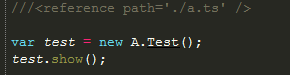 ///<reference path='./a.ts' />
var test = new A.Test();
test.show();